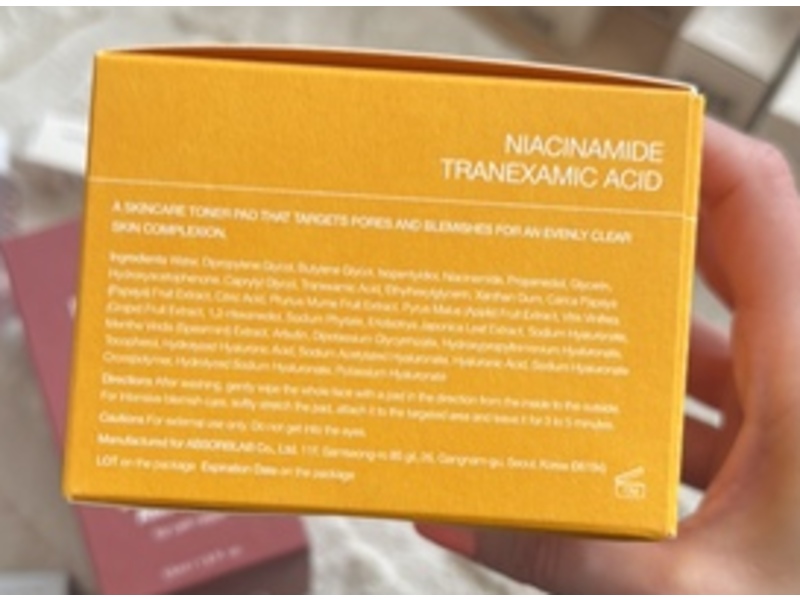 NIACINAMIDE
TRANEXAMIC ACID
A SKINCARE TONER PAD THAT TARGETS PORES AND BLEMISHES FOR AN EVENLY CLEAR
SKIN COMPLEXION.
Ingredients Water, Dipropylene Glycol, Butylene Glycol, Isopentyldiol, Niacinamide, Propanediol, Glycerin,
Hydroxyacetophenone, Caprylyl Glycol, Tranexamic Acid, Ethylhexylglycerin, Xanthan Gum, Carica Papaya
(Papaya) Fruit Extract, Citric Acid, Prunus Mume Fruit Extract, Pyrus Malus (Apple) Fruit Extract, Vitis Vinifera
(Grape) Fruit Extract, 1,2-Hexanediol, Sodium Phytate, Eriobotrya Japonica Leaf Extract, Sodium Hyaluronate,
Mentha Viridis (Spearmint) Extract, Arbutin, Dipotassium Glycyrrhizate, Hydroxypropyltrimonium Hyaluronate,
Tocopherol, Hydrolyzed Hyaluronic Acid, Sodium Acetylated Hyaluronate, Hyaluronic Acid, Sodium Hyaluronate
Crosspolymer, Hydrolyzed Sodium Hyaluronate, Potassium Hyaluronate
Directions After washing, gently wipe the whole face with a pad in the direction from the inside to the outside.
For intensive blemish care, softly stretch the pad, attach it to the targeted area and leave it for 3 to 5 minutes.
Cautions For external use only. Do not get into the eyes.
Manufactured for ABSORBLAB Co., Ltd. 11F, 85 gil, 26, Gangnam-gu, Seoul, Korea
LOT on the package Expiration Date on the package